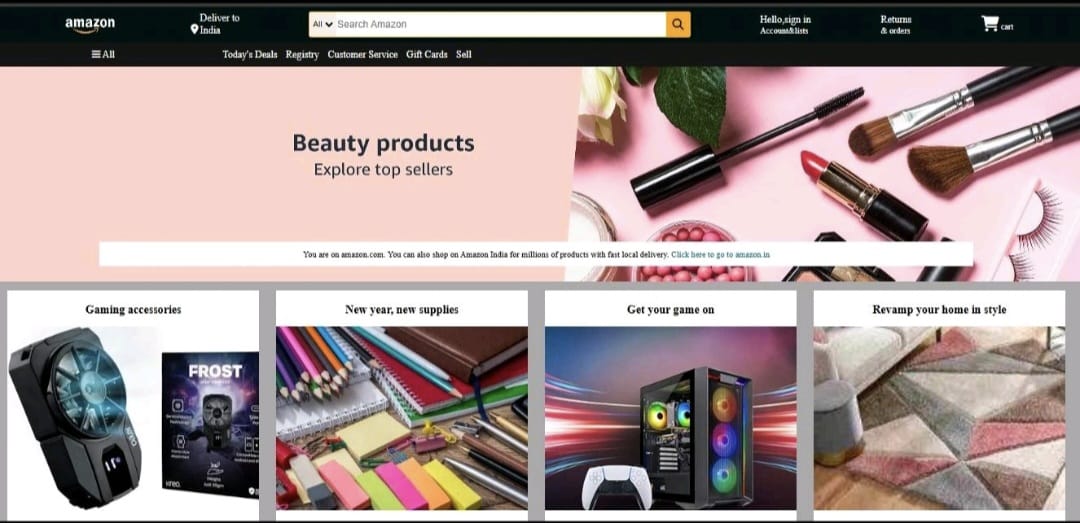 amazon
Deliver to
India
All
Search Amazon
Hello,sign in
Account&lists
Returns
& orders
cart
All
Today's Deals
Registry
Customer Service
Gift Cards
Sell
Beauty products
Explore top sellers
You are on amazon.com. You can also shop on Amazon India for millions of products with fast local delivery. Click here to go to amazon.in
Gaming accessories
New year, new supplies
Get your game on
Revamp your home in style
FROST
KREO